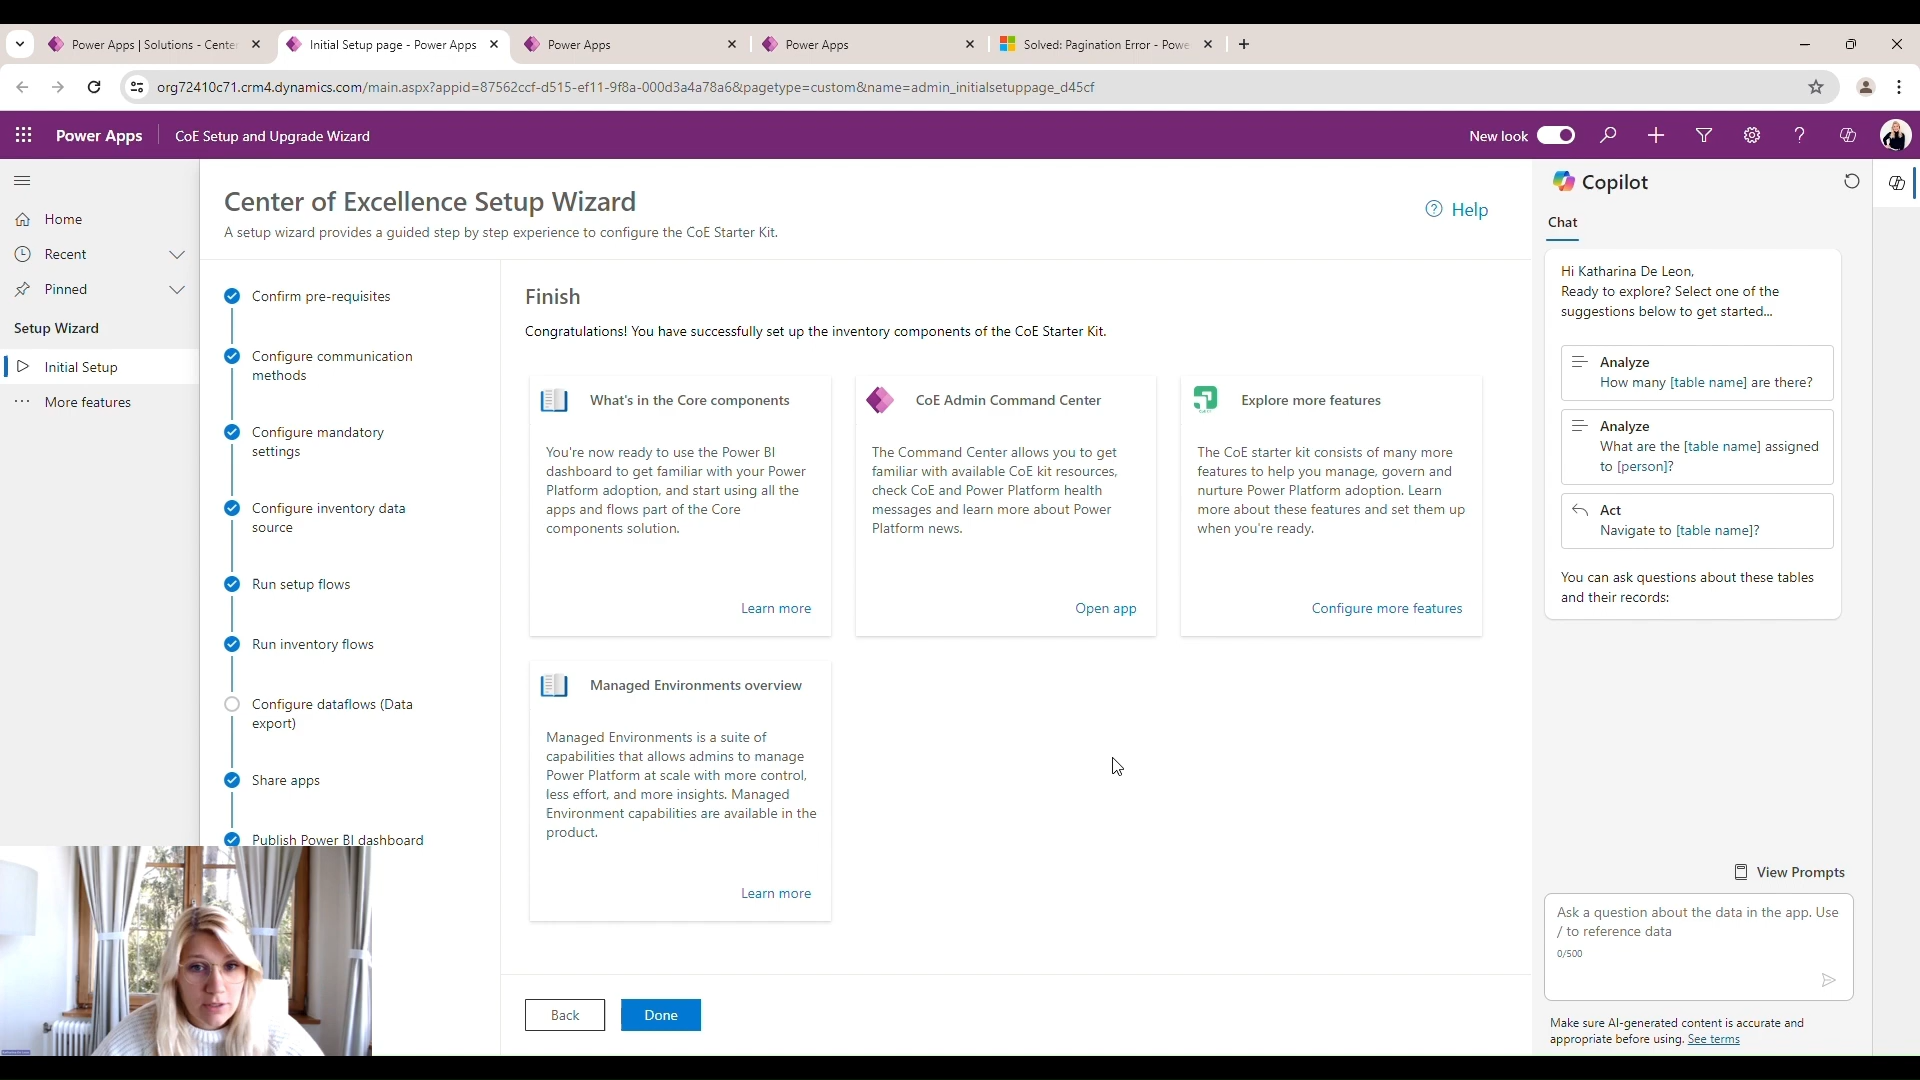 Power Apps | Solutions - Center
Initial Setup page - Power Apps
Power Apps
Power Apps
Solved: Pagination Error - Powe
org72410c71.crm4.dynamics.com/main.aspx?appid=87562ccf-d515-ef11-9f8a-000d3a4a78a6&pagetype=custom&name=admin_initialsetuppage_d45cf
Power Apps
CoE Setup and Upgrade Wizard
New look
Home
Recent
Pinned
Setup Wizard
Initial Setup
More features
Center of Excellence Setup Wizard
A setup wizard provides a guided step by step experience to configure the CoE Starter Kit.
Help
Confirm pre-requisites
Configure communication
methods
Configure mandatory
settings
Configure inventory data
source
Run setup flows
Run inventory flows
Configure dataflows (Data
export)
Share apps
Publish Power BI dashboard
Finish
Congratulations! You have successfully set up the inventory components of the CoE Starter Kit.
What's in the Core components
You're now ready to use the Power BI
dashboard to get familiar with your Power
Platform adoption, and start using all the
apps and flows part of the Core
components solution.
Learn more
CoE Admin Command Center
The Command Center allows you to get
familiar with available CoE kit resources,
check CoE and Power Platform health
messages and learn more about Power
Platform news.
Open app
Explore more features
The CoE starter kit consists of many more
features to help you manage, govern and
nurture Power Platform adoption. Learn
more about these features and set them up
when you're ready.
Configure more features
Managed Environments overview
Managed Environments is a suite of
capabilities that allows admins to manage
Power Platform at scale with more control,
less effort, and more insights. Managed
Environment capabilities are available in the
product.
Learn more
Back
Done
Copilot
Chat
Hi Katharina De Leon,
Ready to explore? Select one of the
suggestions below to get started...
Analyze
How many [table name] are there?
Analyze
What are the [table name] assigned
to [person]?
Act
Navigate to [table name]?
You can ask questions about these tables
and their records:
View Prompts
Ask a question about the data in the app. Use
/ to reference data
0/500
Make sure AI-generated content is accurate and
appropriate before using. See terms